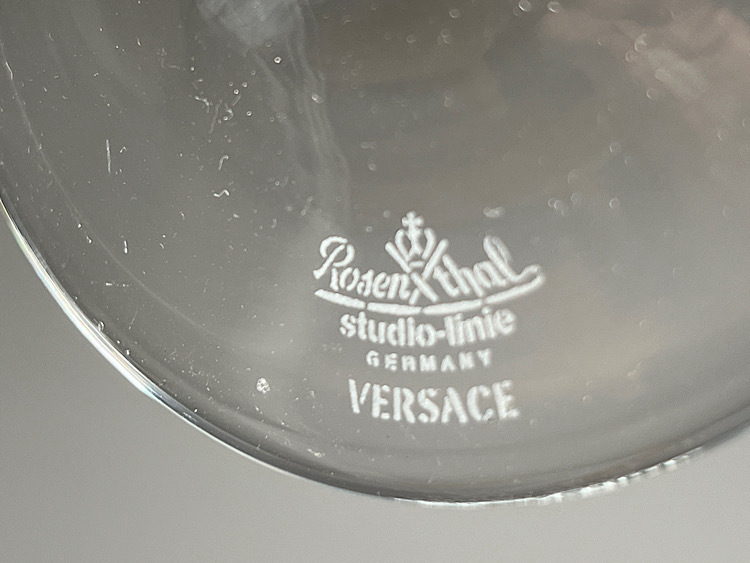 Rosenthal
studio-linie
GERMANY
VERSACE